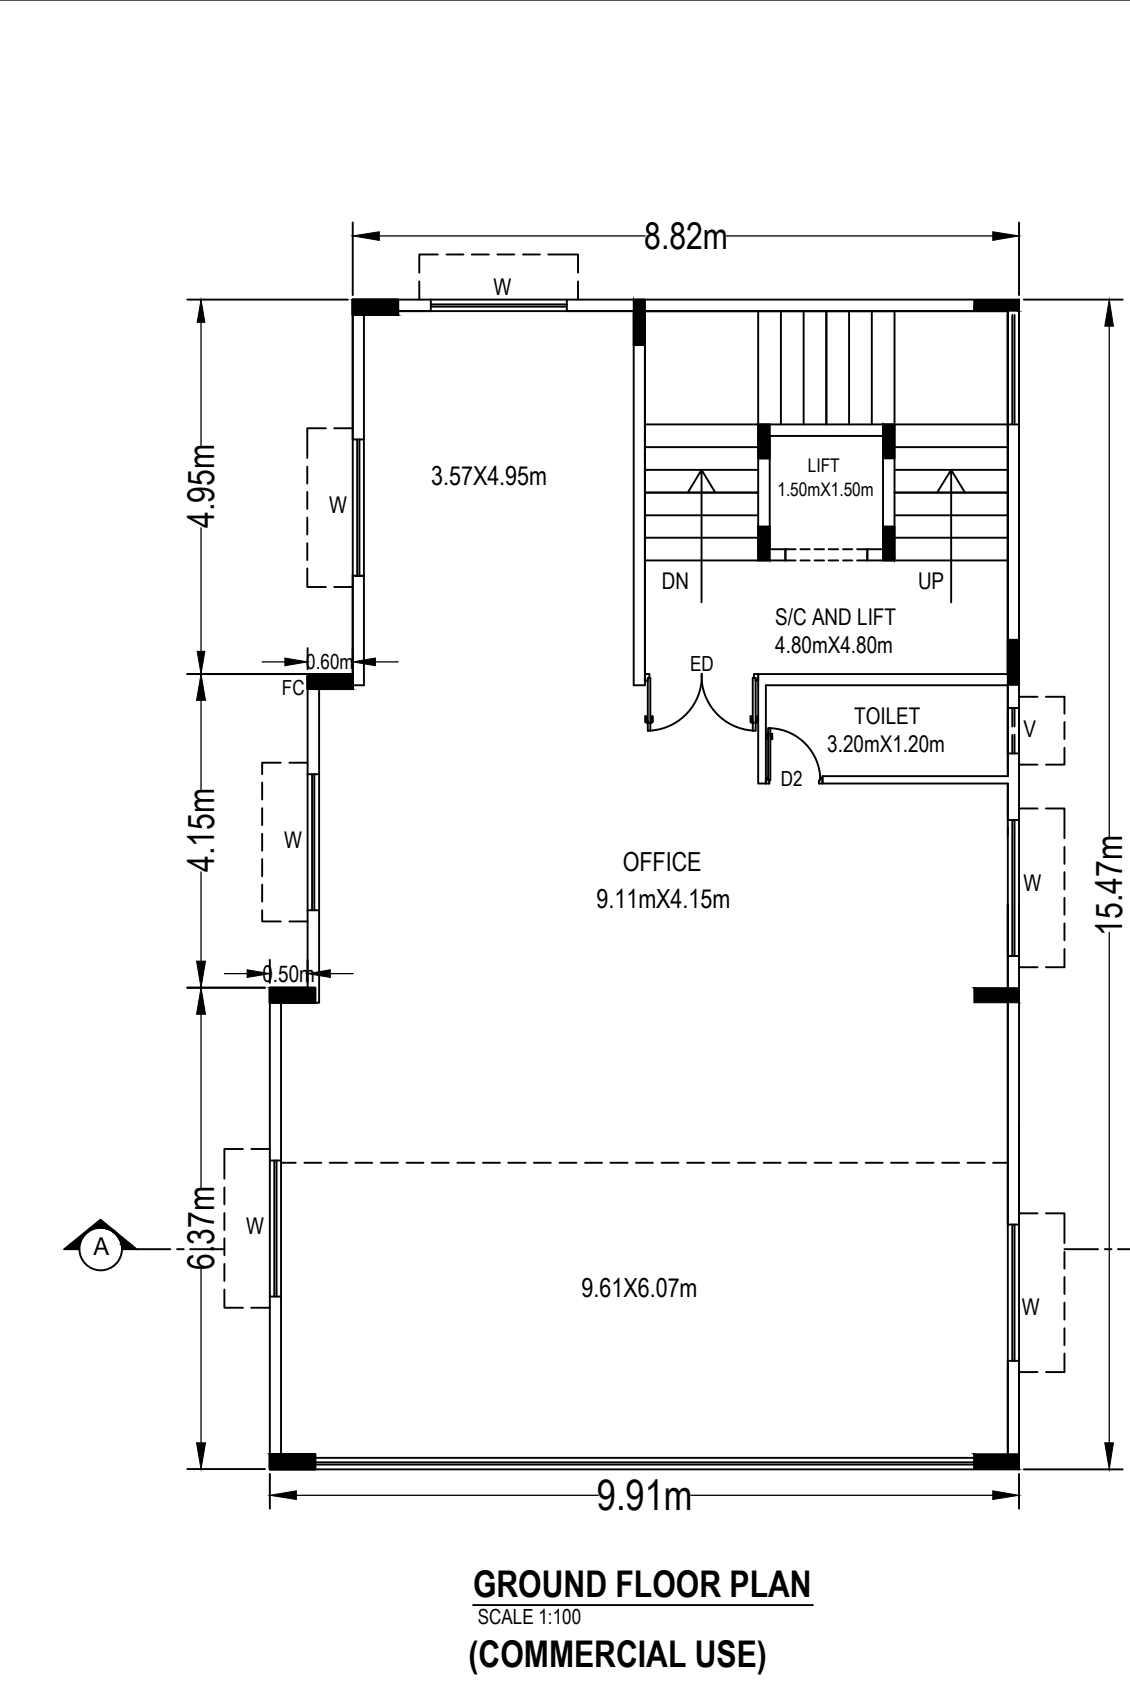 8.82m
W
4.95m
3.57X4.95m
W
LIFT
1.50mX1.50m
DN
UP
S/C AND LIFT
4.80mX4.80m
0.60m
FC
ED
TOILET
3.20mX1.20m
V
D2
4.15m
W
OFFICE
9.11mX4.15m
W
15.47m
0.50m
6.37m
W
A
9.61X6.07m
W
9.91m
GROUND FLOOR PLAN
SCALE 1:100
(COMMERCIAL USE)